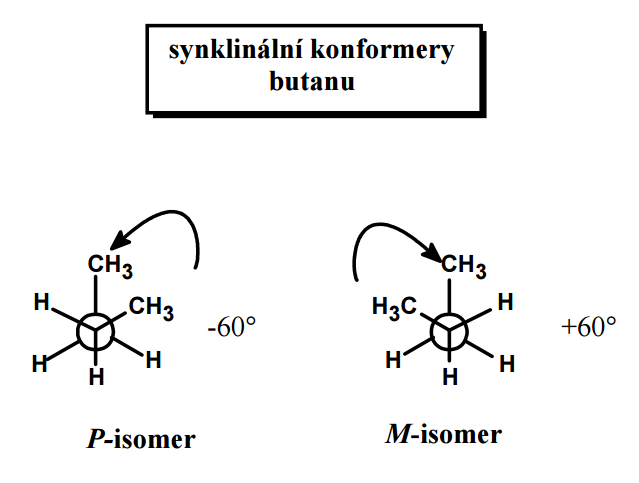 synklinální konformery
butanu
CH3
H
CH3
-60°
H
H
H
P-isomer
CH3
H3C
H
+60°
H
H
H
M-isomer